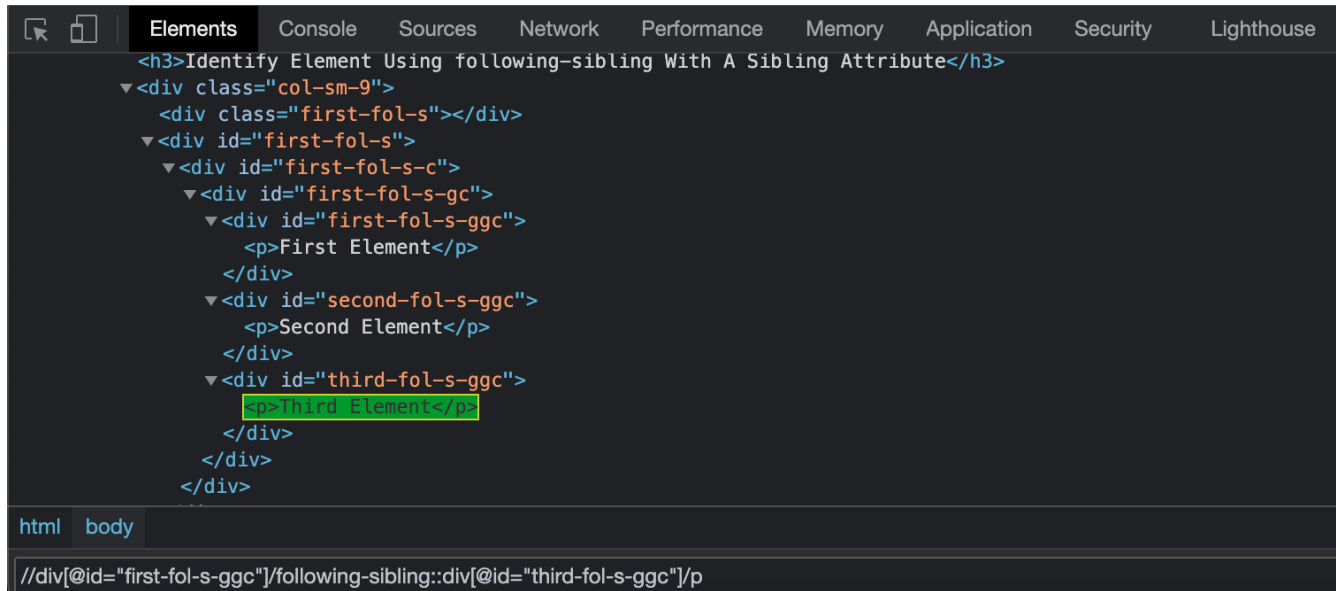 Elements Console Sources Network Performance Memory Application Security Lighthouse
<h3>Identify Element Using following-sibling With A Sibling Attribute</h3>
▼<div class="col-sm-9">
<div class="first-fol-s"></div>
▼<div id="first-fol-s">
▼<div id="first-fol-s-c">
▼<div id="first-fol-s-gc">
▼<div id="first-fol-s-ggc">
<p>First Element</p>
</div>
▼<div id="second-fol-s-ggc">
<p>Second Element</p>
</div>
▼<div id="third-fol-s-ggc">
<p>Third Element</p>
</div>
</div>
</div>
html body
//div[@id="first-fol-s-ggc"]/following-sibling::div[@id="third-fol-s-ggc"]/p